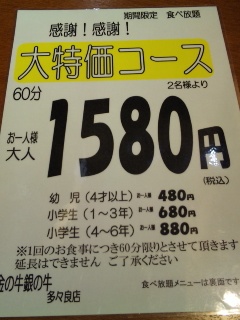 期間限定 食べ放題
感謝！感謝！
大特価コース
60分 2名様より
お一人様 大人 1580円
(税込)
幼児(4才以上) お一人様 480円
小学生(1～3年) お一人様 680円
小学生(4～6年) お一人様 880円
※1回のお食事につき60分限りとさせて頂きます
延長はできません ご了承ください
金の牛銀の牛
多々良店
食べ放題メニューは裏面です